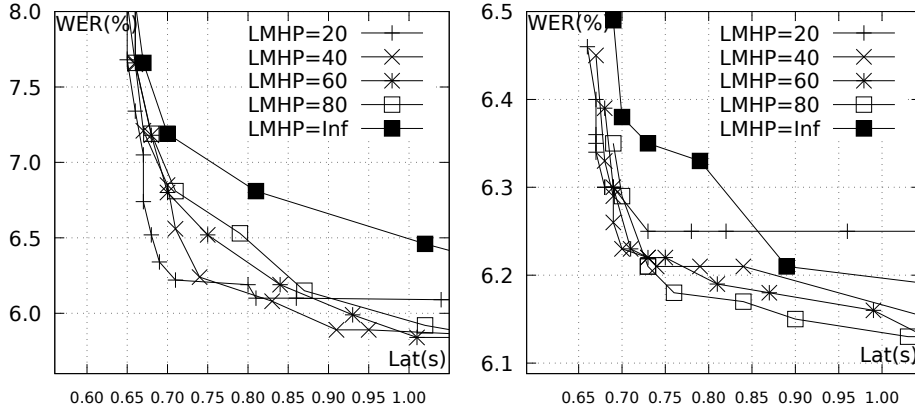 8.0
WER(%)
LMHP=20
LMHP=40
7.5
LMHP=60
LMHP=80
LMHP=Inf
7.0
6.5
6.0
Lat(s)
0.60 0.65 0.70 0.75 0.80 0.85 0.90 0.95 1.00
6.5
WER(%)
LMHP=20
LMHP=40
LMHP=60
6.4
LMHP=80
LMHP=Inf
6.3
6.2
6.1
Lat(s)
0.60 0.65 0.70 0.75 0.80 0.85 0.90 0.95 1.00